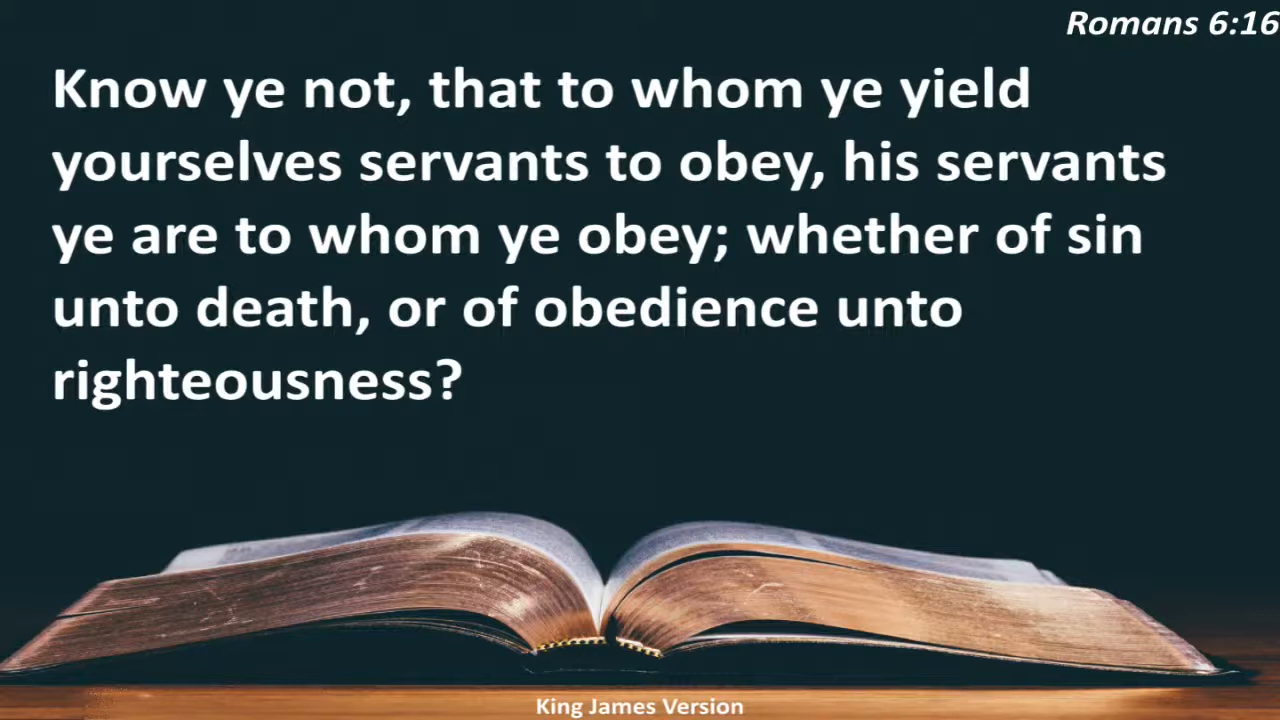 Romans 6:16
Know ye not, that to whom ye yield
yourselves servants to obey, his servants
ye are to whom ye obey; whether of sin
unto death, or of obedience unto
righteousness?
King James Version